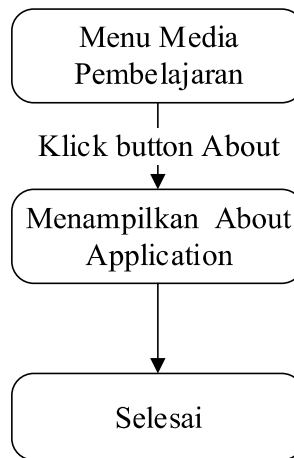 Menu Media
Pembelajaran
Klick button About
Menampilkan About
Application
Selesai